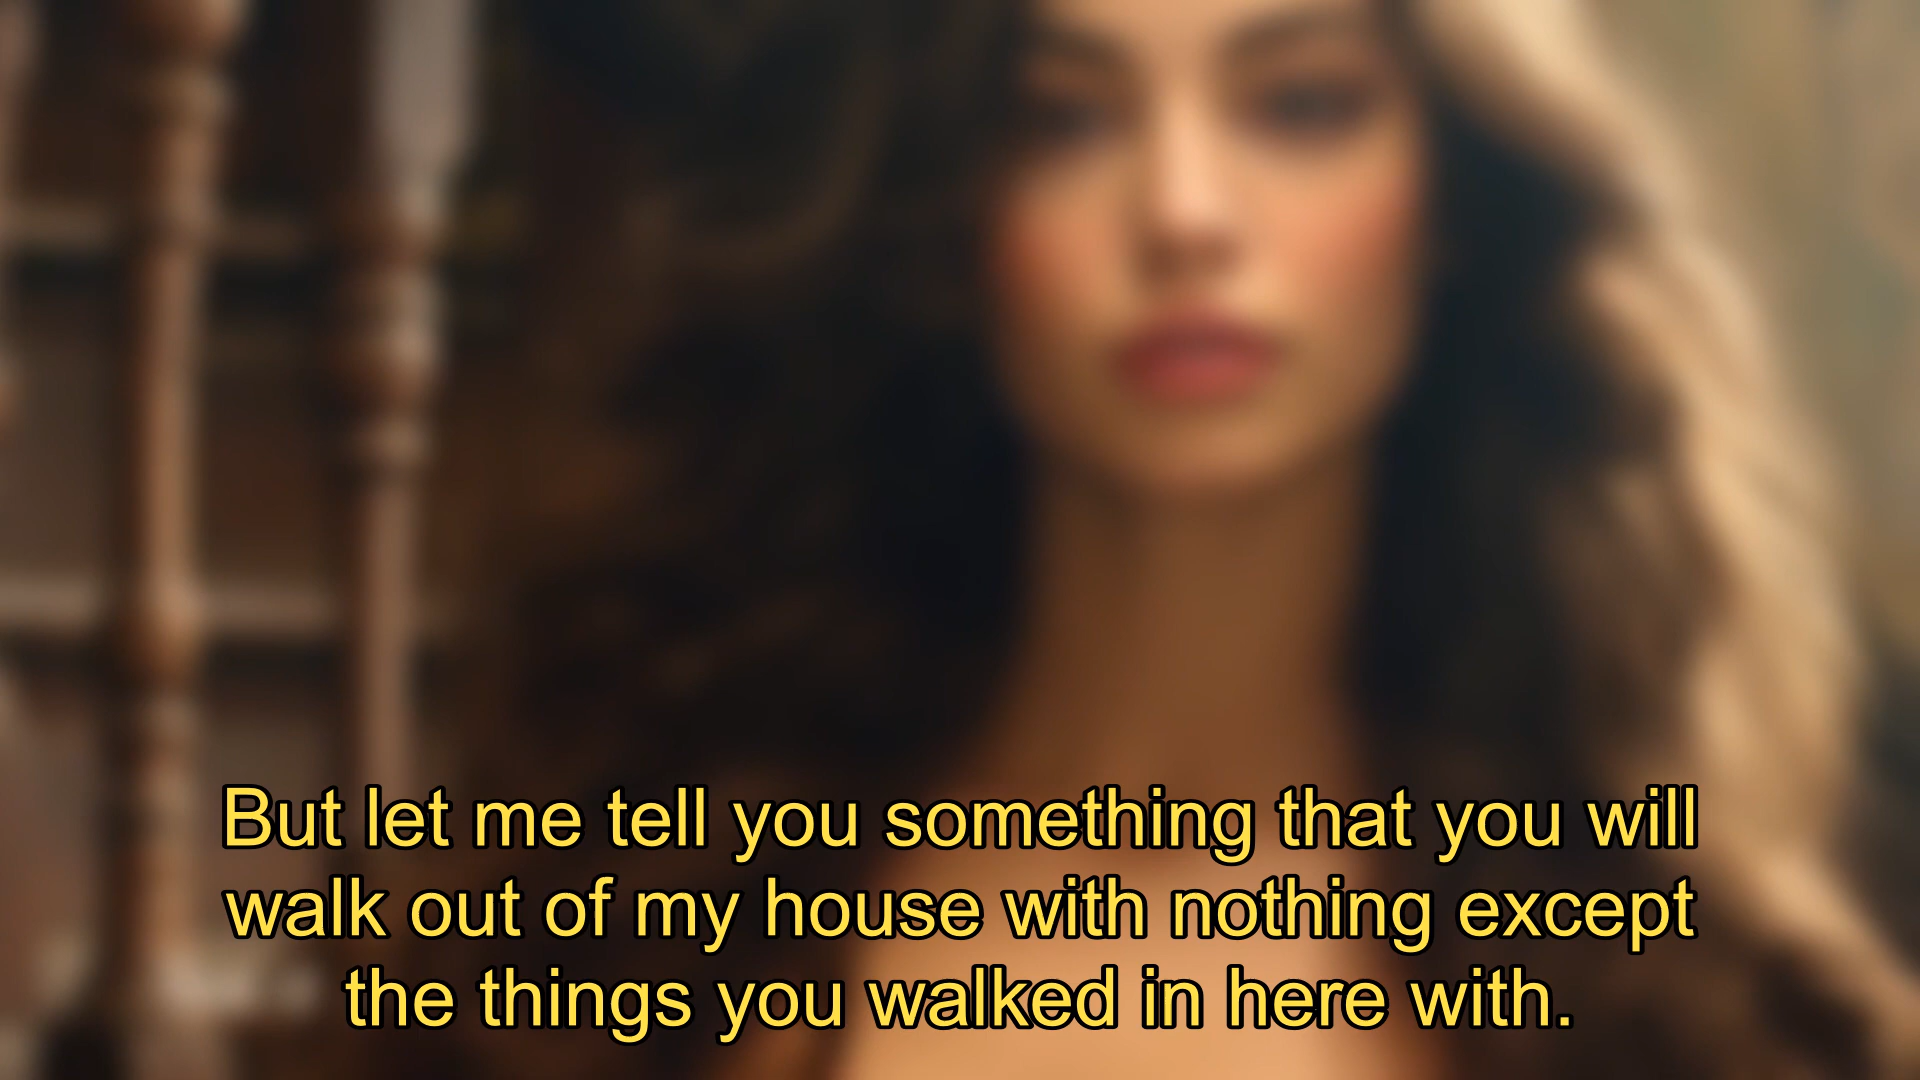 But let me tell you something that you will
walk out of my house with nothing except
the things you walked in here with.